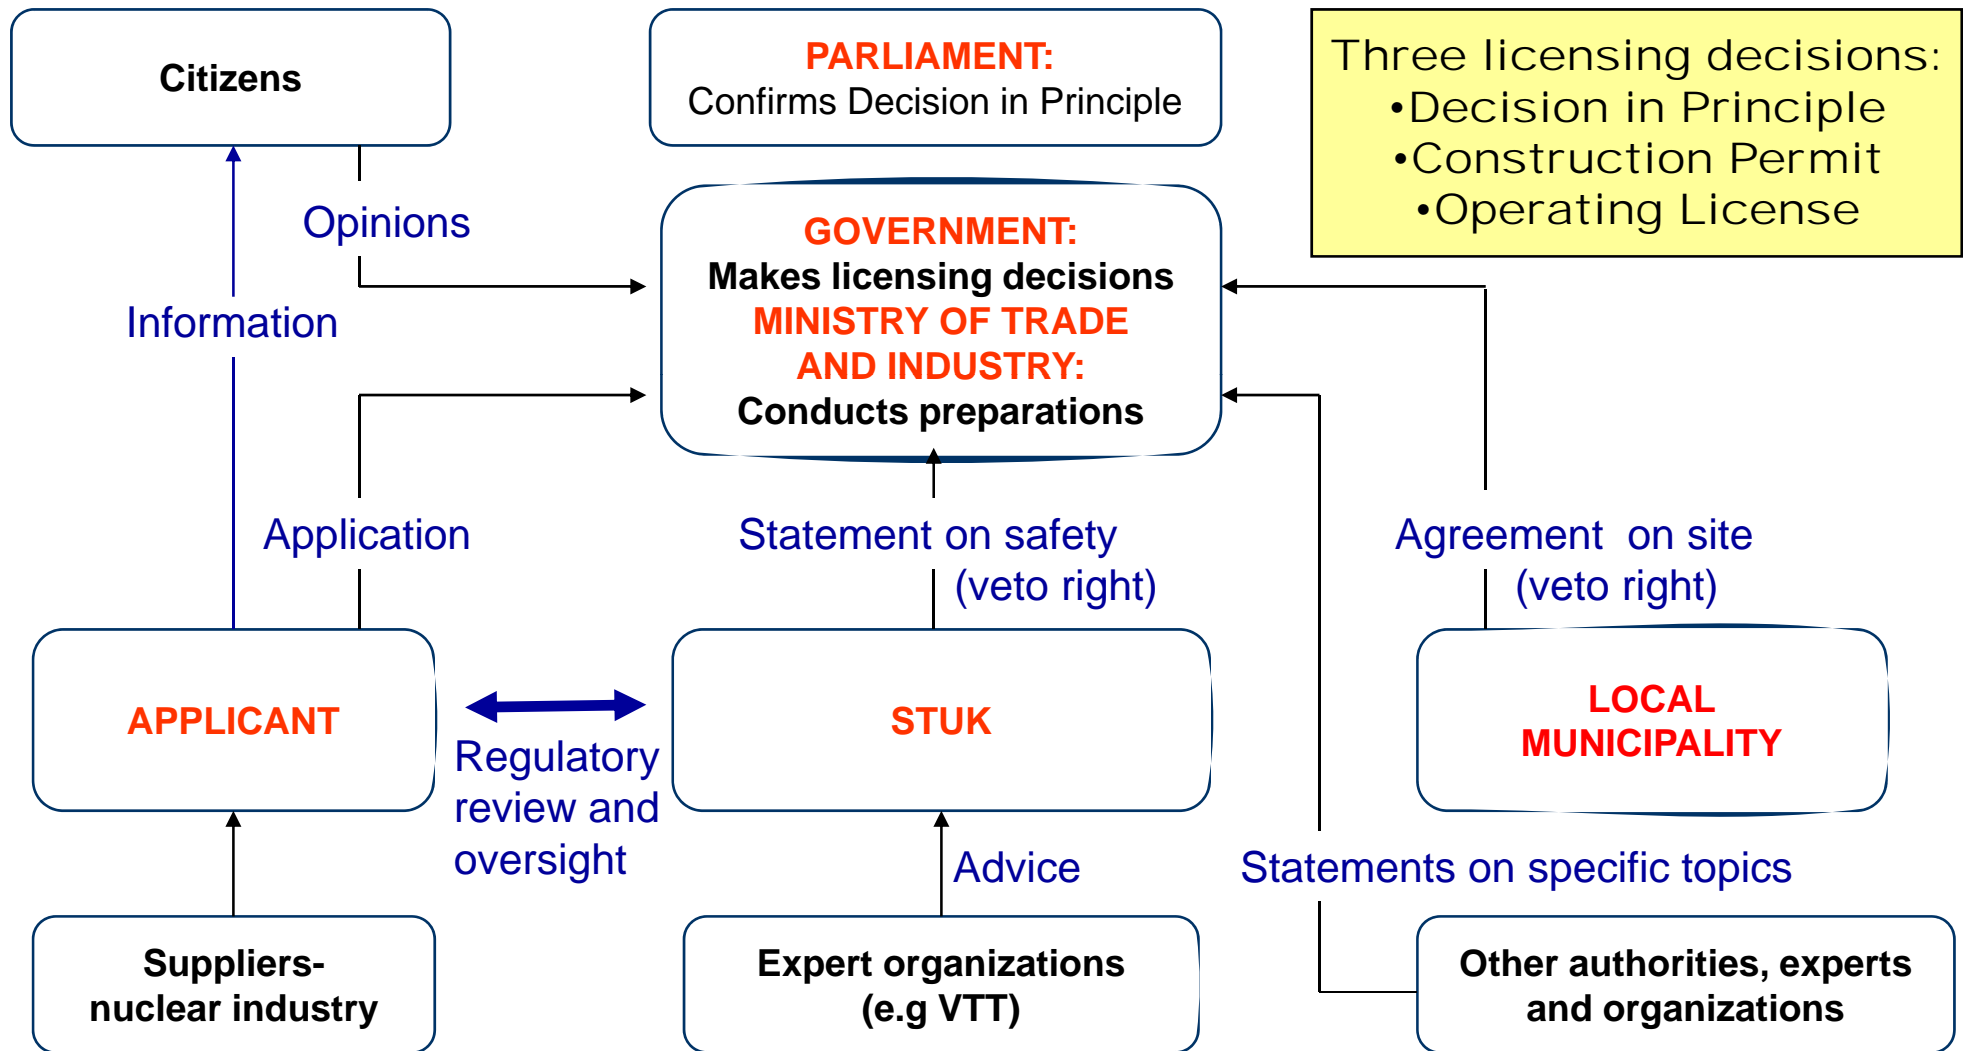 Citizens
PARLIAMENT:
Confirms Decision in Principle
Three licensing decisions:
•Decision in Principle
•Construction Permit
•Operating License
Opinions
Information
GOVERNMENT:
Makes licensing decisions
MINISTRY OF TRADE
AND INDUSTRY:
Conducts preparations
Application
Statement on safety
(veto right)
Agreement on site
(veto right)
APPLICANT
Regulatory
review and
oversight
STUK
LOCAL
MUNICIPALITY
Advice
Statements on specific topics
Suppliers-
nuclear industry
Expert organizations
(e.g VTT)
Other authorities, experts
and organizations